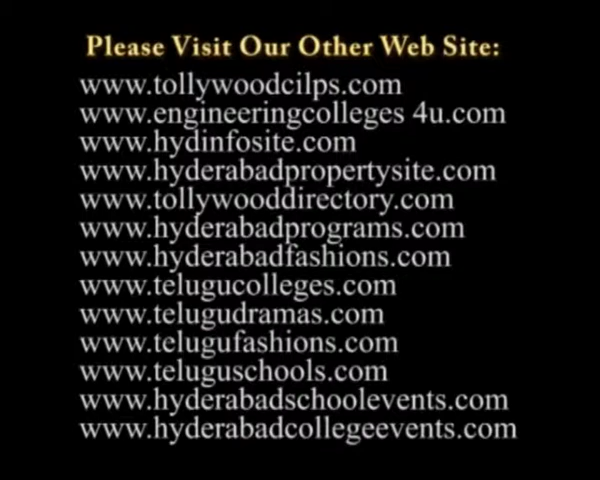 Please Visit Our Other Web Site:
www.tollywoodcilps.com
www.engineeringcolleges 4u.com
www.hydinfosite.com
www.hyderabadpropertysite.com
www.tollywooddirectory.com
www.hyderabadprograms.com
www.hyderabadfashions.com
www.telugucolleges.com
www.telugudramas.com
www.telugufashions.com
www.teluguschools.com
www.hyderabadschoolevents.com
www.hyderabadcollegeevents.com